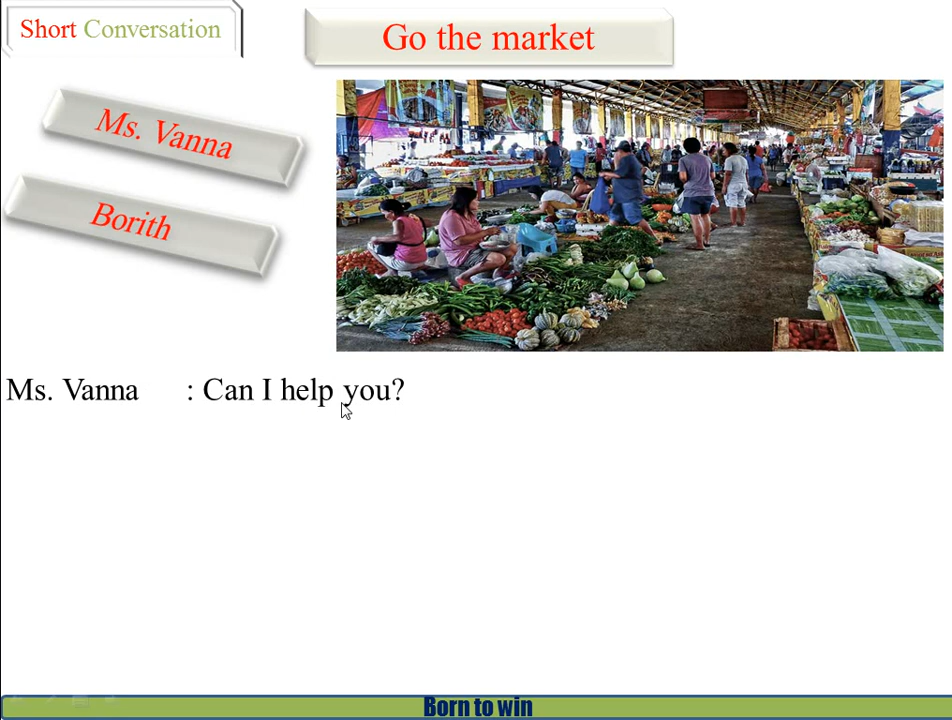 Short Conversation
Go the market
Ms. Vanna
Borith
Ms. Vanna : Can I help you?
Born to win